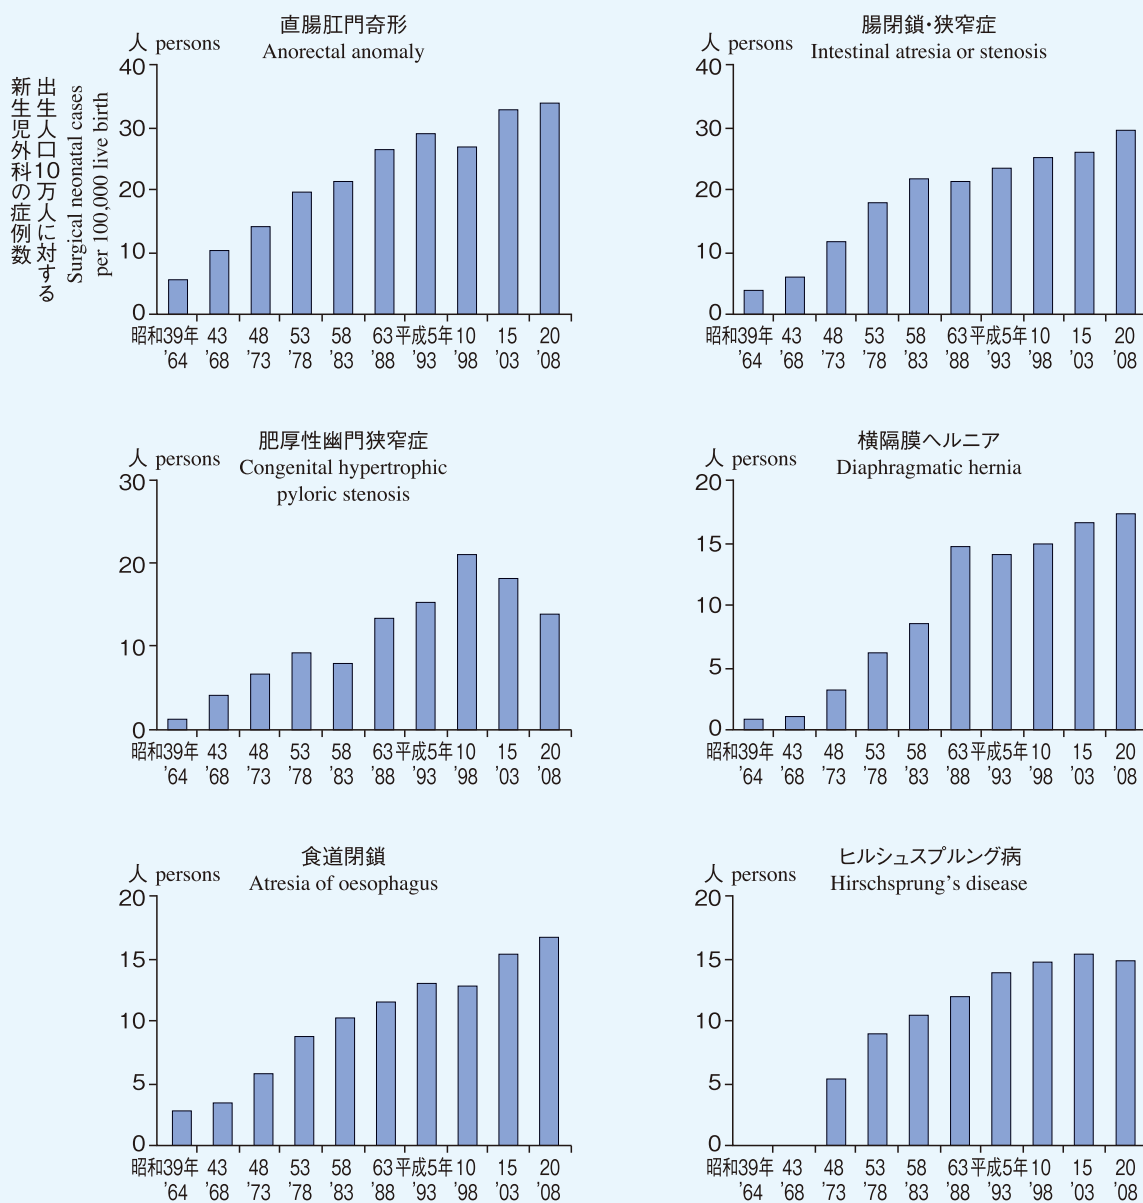 出生人口10万人に対する
新生児外科の症例数
Surgical neonatal cases
per 100,000 live birth
直腸肛門奇形
Anorectal anomaly
人 persons
40
30
20
10
0
昭和39年 43 48 53 58 63 平成5年 10 15 20
’64 ’68 ’73 ’78 ’83 ’88 ’93 ’98 ’03 ’08
腸閉鎖・狭窄症
Intestinal atresia or stenosis
人 persons
40
30
20
10
0
昭和39年 43 48 53 58 63 平成5年 10 15 20
’64 ’68 ’73 ’78 ’83 ’88 ’93 ’98 ’03 ’08
肥厚性幽門狭窄症
Congenital hypertrophic
pyloric stenosis
人 persons
30
20
10
0
昭和39年 43 48 53 58 63 平成5年 10 15 20
’64 ’68 ’73 ’78 ’83 ’88 ’93 ’98 ’03 ’08
横隔膜ヘルニア
Diaphragmatic hernia
人 persons
20
15
10
5
0
昭和39年 43 48 53 58 63 平成5年 10 15 20
’64 ’68 ’73 ’78 ’83 ’88 ’93 ’98 ’03 ’08
食道閉鎖
Atresia of oesophagus
人 persons
20
15
10
5
0
昭和39年 43 48 53 58 63 平成5年 10 15 20
’64 ’68 ’73 ’78 ’83 ’88 ’93 ’98 ’03 ’08
ヒルシュスプルング病
Hirschsprung’s disease
人 persons
20
15
10
5
0
昭和39年 43 48 53 58 63 平成5年 10 15 20
’64 ’68 ’73 ’78 ’83 ’88 ’93 ’98 ’03 ’08